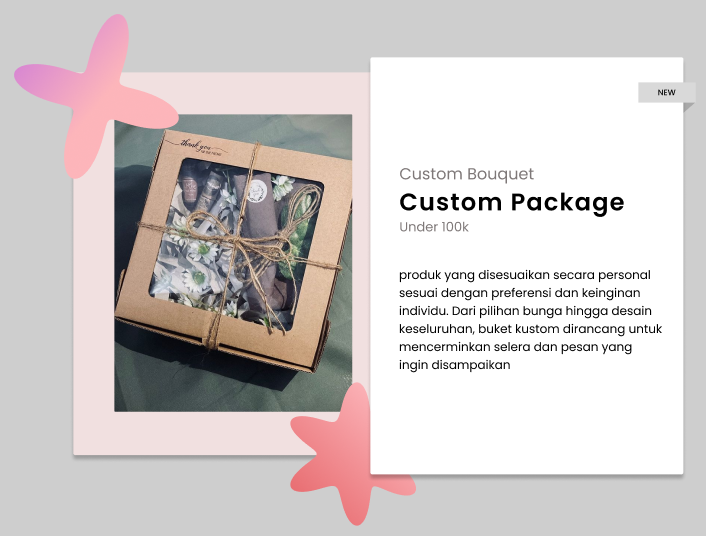 thank you
NEW
Custom Bouquet
Custom Package
Under 100k
produk yang disesuaikan secara personal
sesuai dengan preferensi dan keinginan
individu. Dari pilihan bunga hingga desain
keseluruhan, buket kustom dirancang untuk
mencerminkan selera dan pesan yang
ingin disampaikan